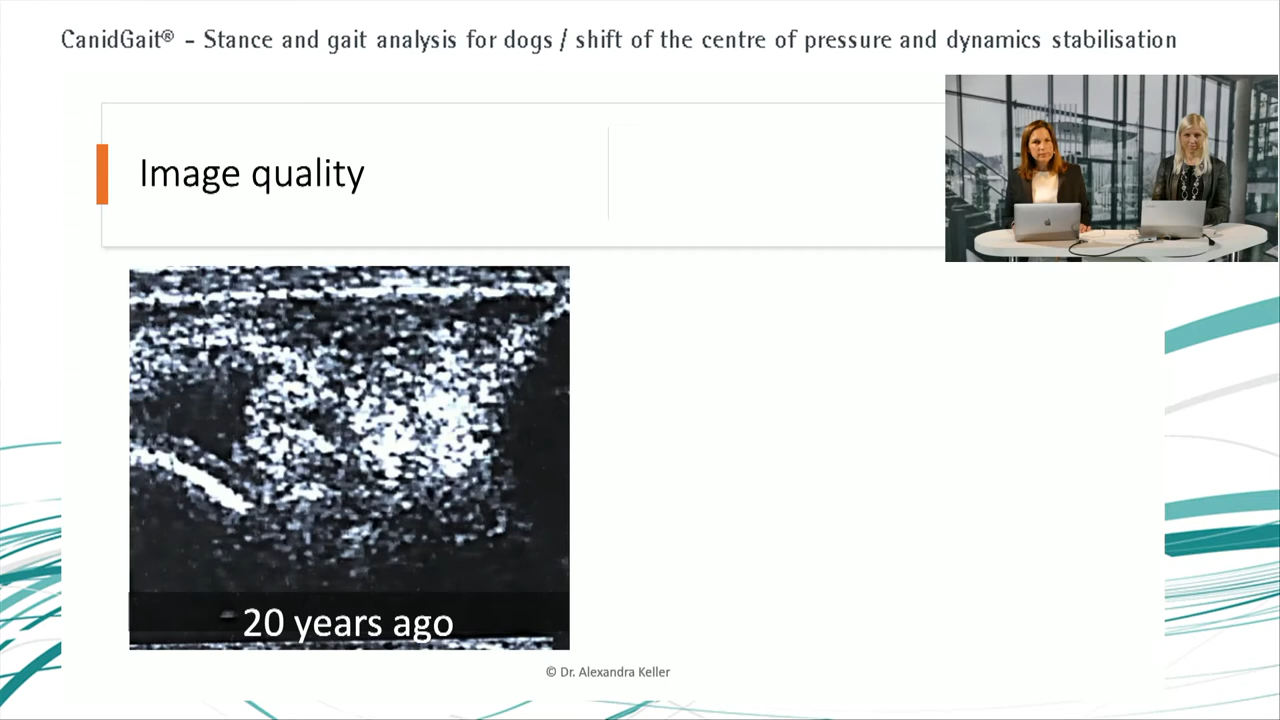 CanidGait® - Stance and gait analysis for dogs / shift of the centre of pressure and dynamics stabilisation
Image quality
20 years ago
© Dr. Alexandra Keller